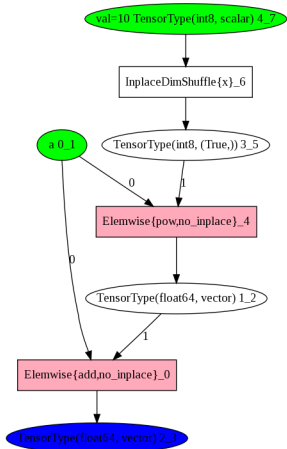 val=10 TensorType(int8, scalar) 4_7
InplaceDimShuffle{x}_6
a 0_1
TensorType(int8, (True,)) 3_5
0
1
Elemwise{pow,no_inplace}_4
0
TensorType(float64, vector) 1_2
1
Elemwise{add,no_inplace}_0
TensorType(float64, vector) 2_3